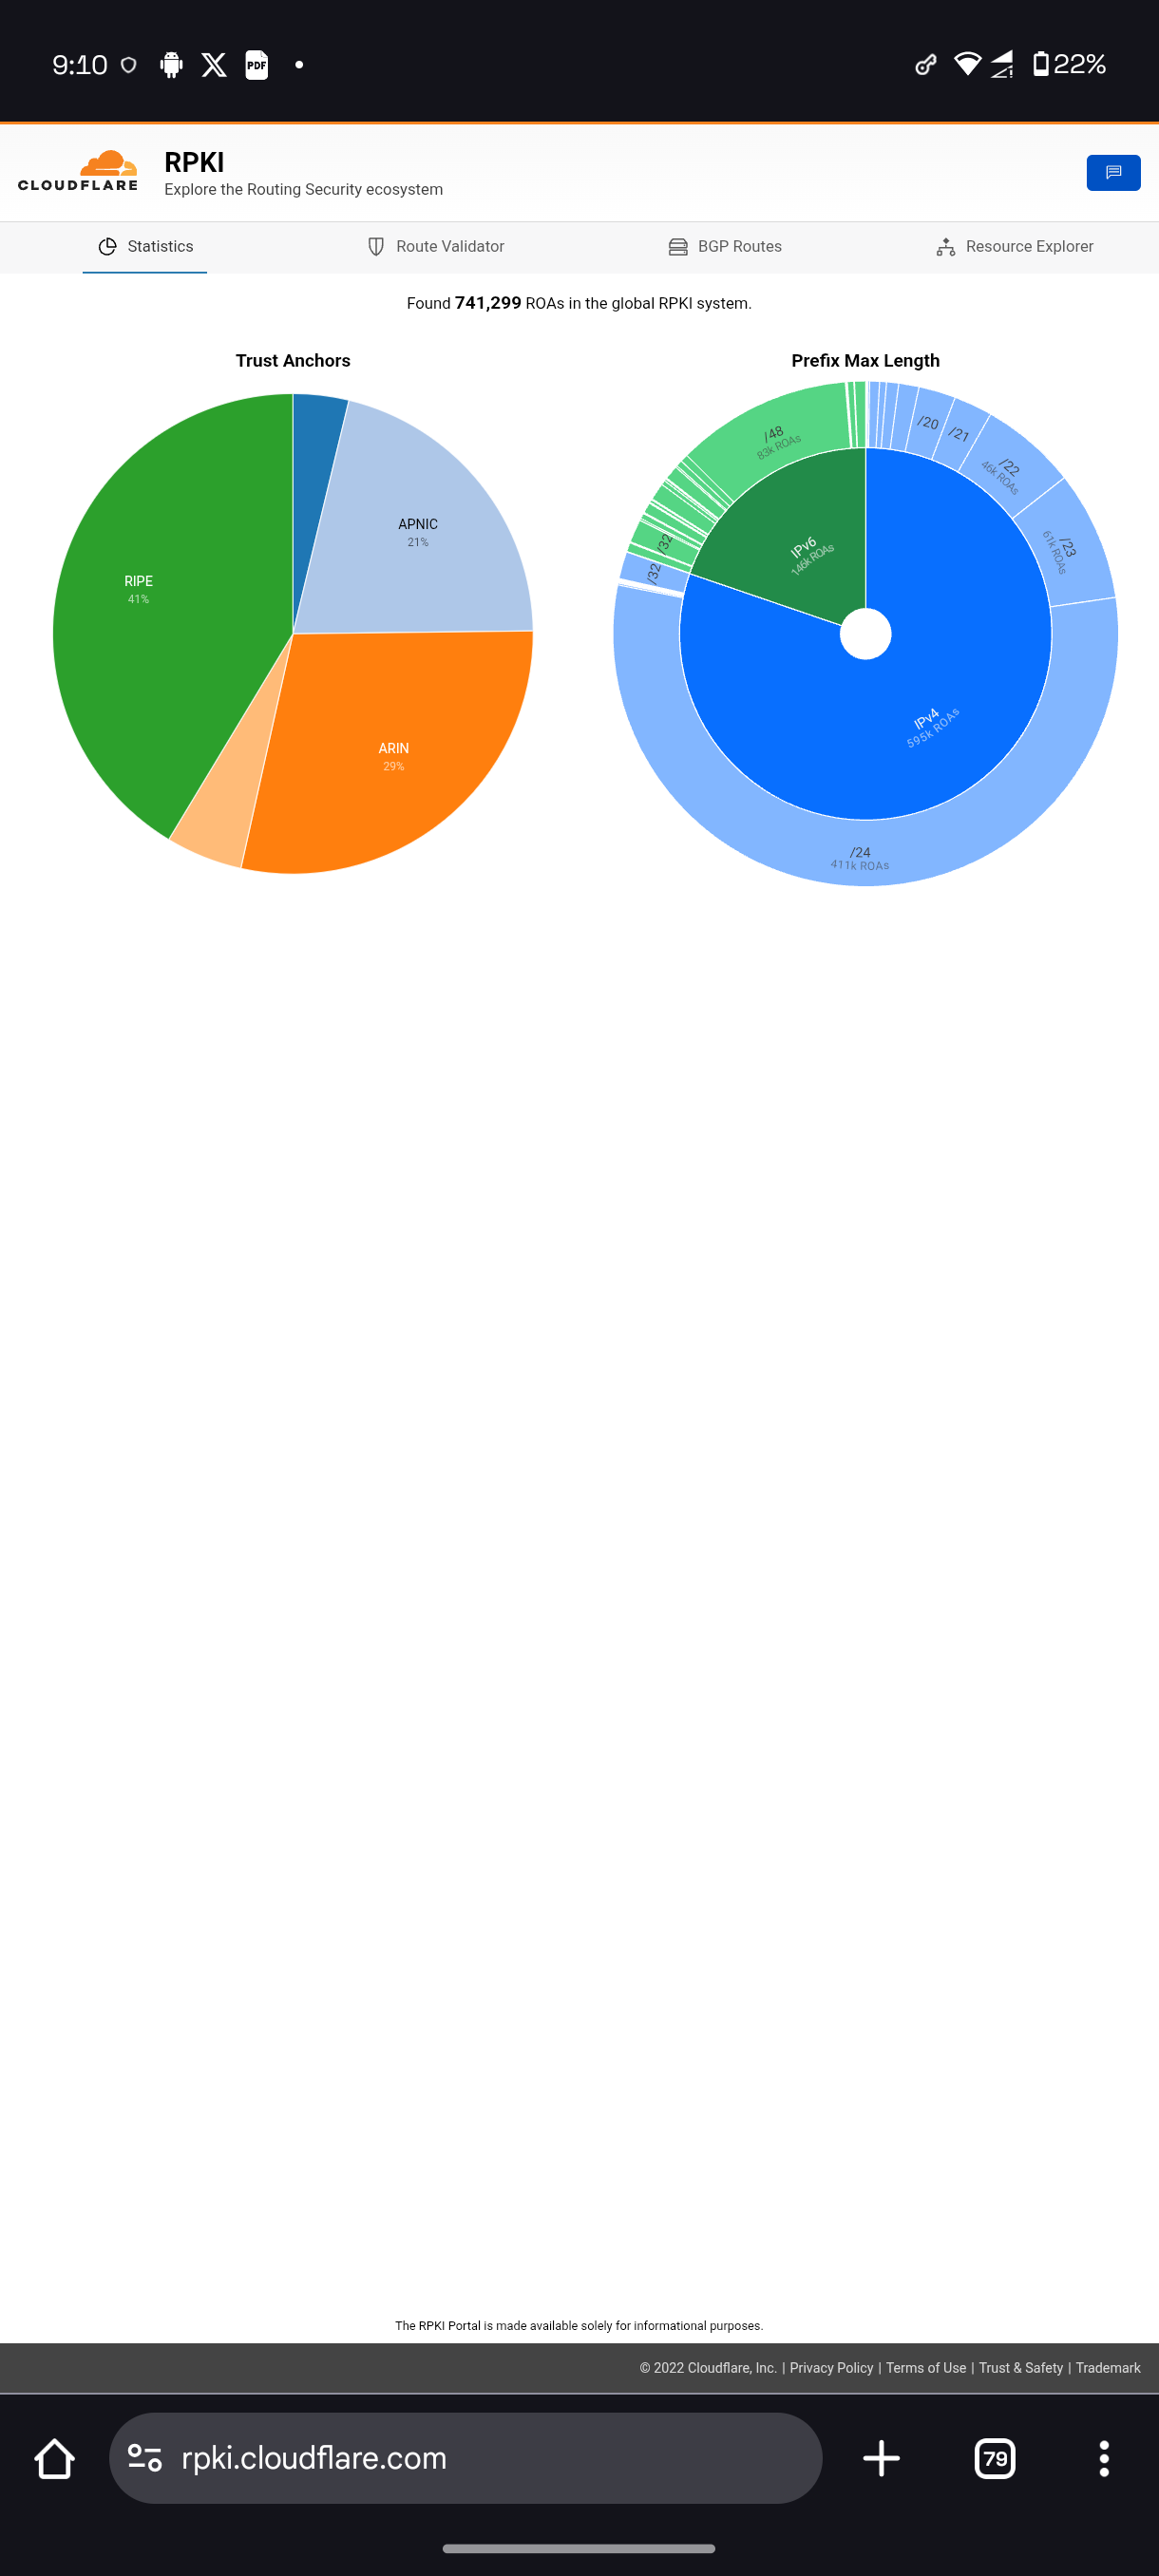 9:10
PDF
22%
CLOUDFLARE
RPKI
Explore the Routing Security ecosystem
Statistics
Route Validator
BGP Routes
Resource Explorer
Found 741,299 ROAs in the global RPKI system.
Trust Anchors
Prefix Max Length
APNIC
21%
RIPE
41%
ARIN
29%
/48
83k ROAs
/20
/21
/22
46k ROAs
/23
61k ROAs
/32
/32
IPv6
146k ROAs
IPv4
595k ROAs
/24
411k ROAs
The RPKI Portal is made available solely for informational purposes.
© 2022 Cloudflare, Inc. | Privacy Policy | Terms of Use | Trust & Safety | Trademark
rpki.cloudflare.com
79